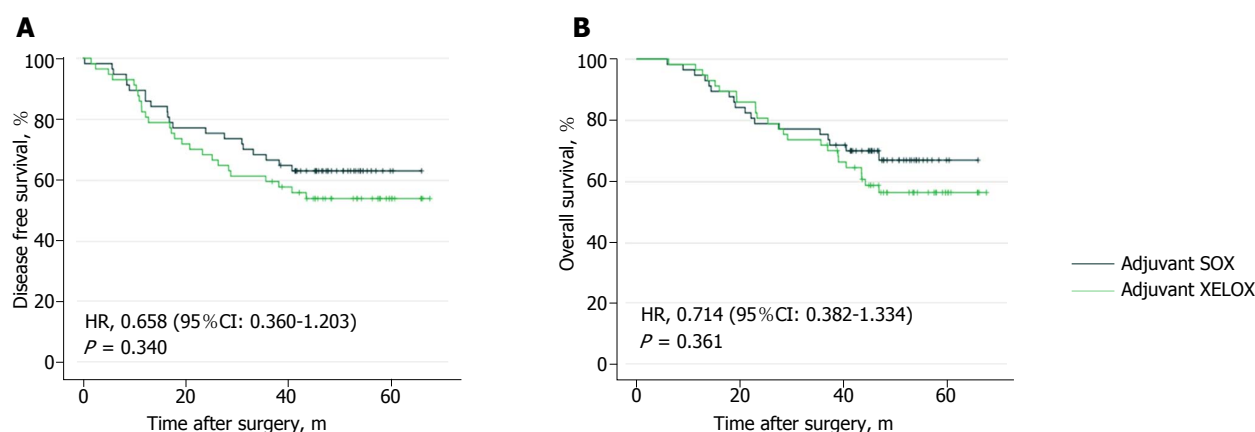 A
Disease free survival, %
100
80
60
40
20
0
HR, 0.658 (95%CI: 0.360-1.203)
P = 0.340
0 20 40 60
Time after surgery, m
B
Overall survival, %
100
80
60
40
20
0
HR, 0.714 (95%CI: 0.382-1.334)
P = 0.361
0 20 40 60
Time after surgery, m
Adjuvant SOX
Adjuvant XELOX